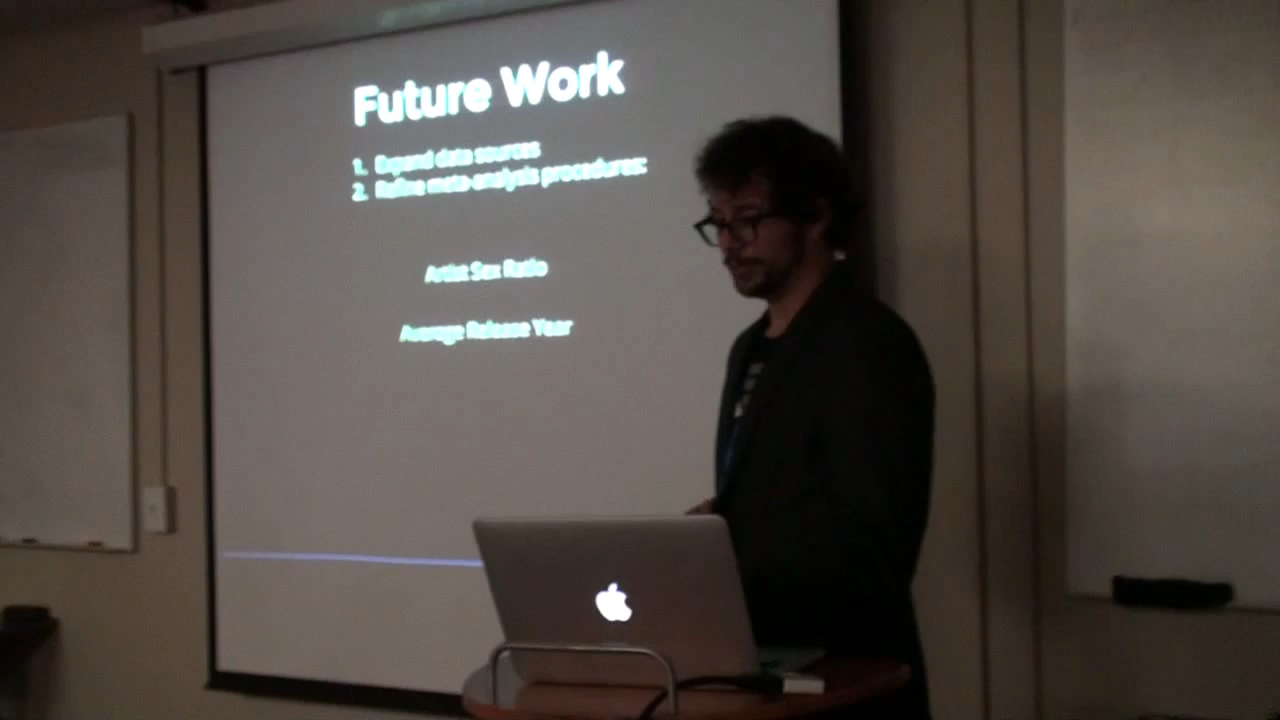 Future Work
1. Expand data sources
2. Refine meta-analysis procedures:
Artist Sex Ratio
Average Release Year